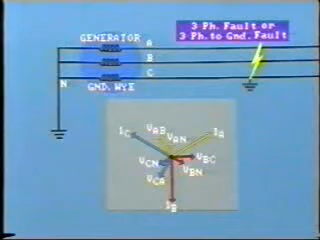 GENERATOR
3 Ph. Fault or
3 Ph. to Gnd. Fault
A
B
C
N
GND. WYE
IC
VAB
VAN
IA
VCN
VBC
VBN
VCA
IB